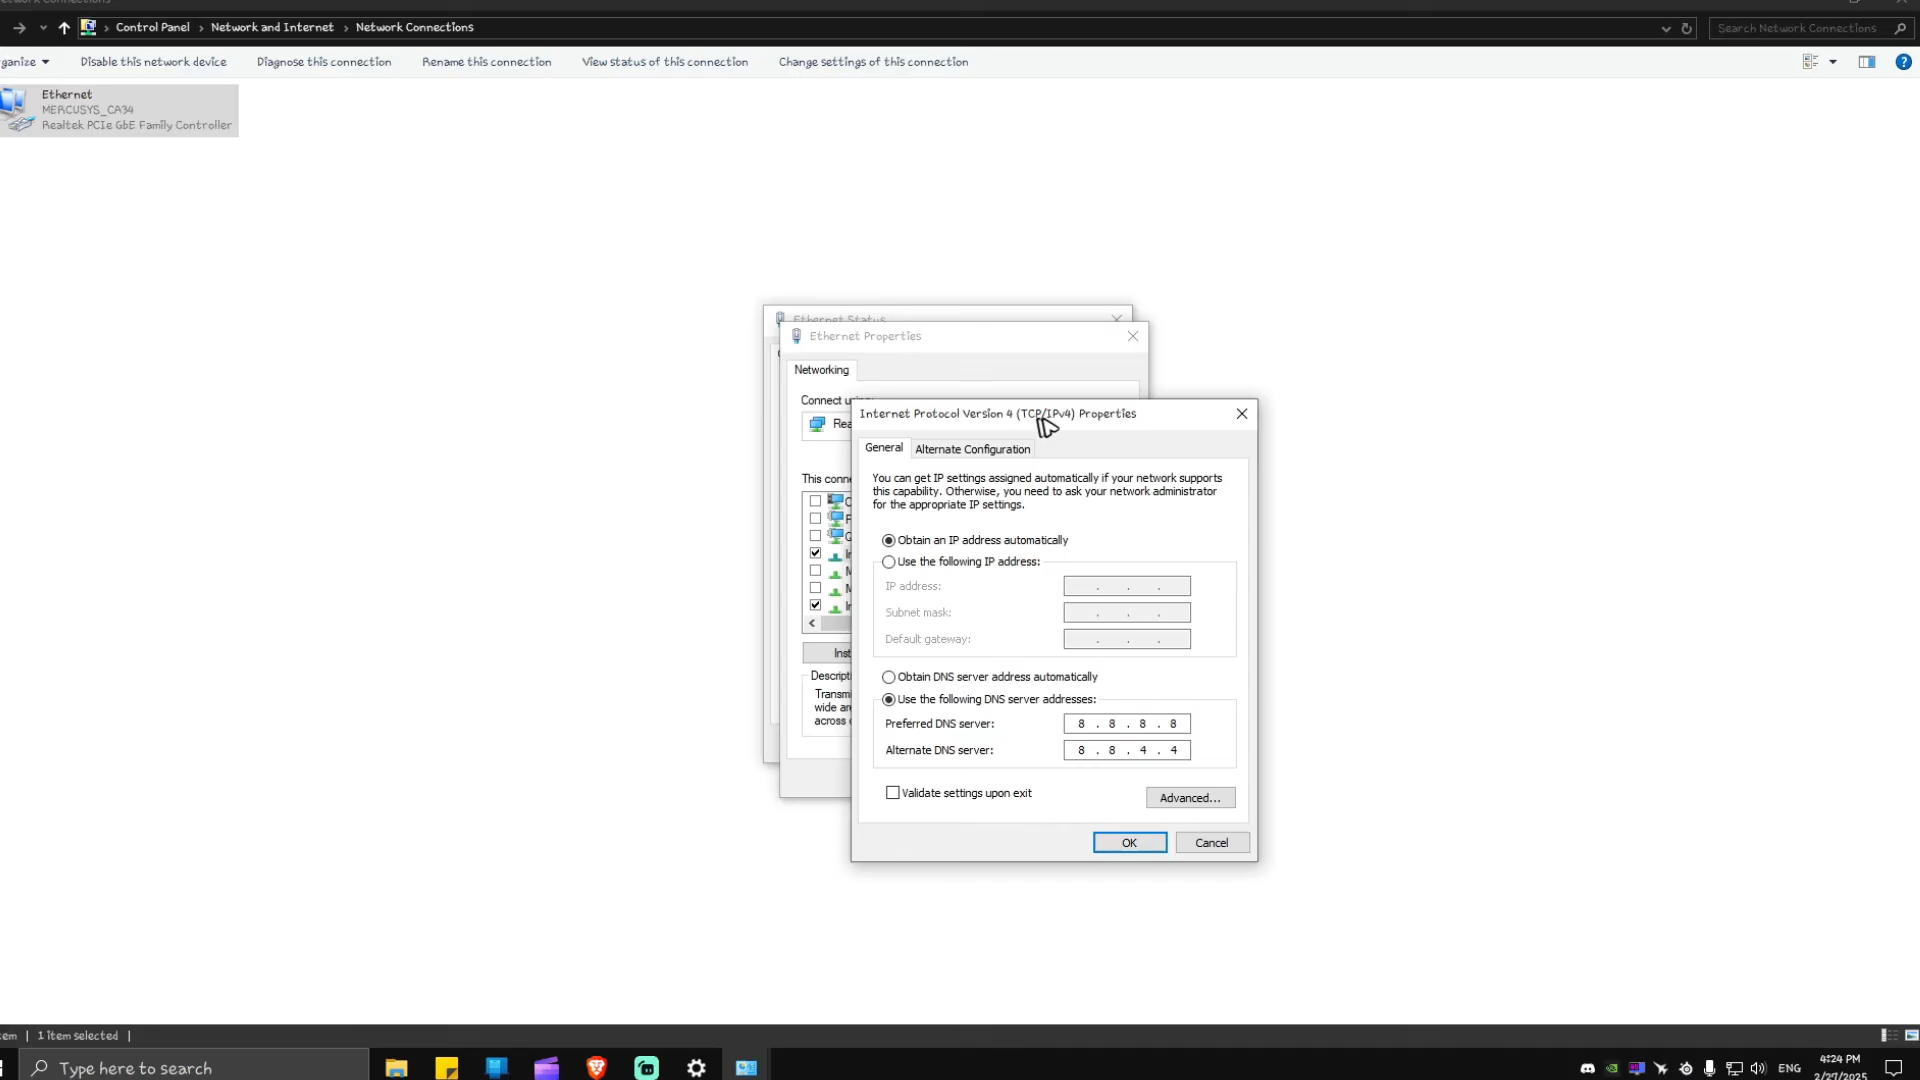 Control Panel > Network and Internet > Network Connections
Search Network Connections
Disable this network device
Diagnose this connection
Rename this connection
View status of this connection
Change settings of this connection
Ethernet
MERCUSYS_CA34
Realtek PCIe GbE Family Controller
Ethernet Status
Ethernet Properties
Networking
Connect using:
Internet Protocol Version 4 (TCP/IPv4) Properties
General
Alternate Configuration
You can get IP settings assigned automatically if your network supports
this capability. Otherwise, you need to ask your network administrator
for the appropriate IP settings.
Obtain an IP address automatically
Use the following IP address:
IP address:
Subnet mask:
Default gateway:
Obtain DNS server address automatically
Use the following DNS server addresses:
Preferred DNS server: 8 . 8 . 8 . 8
Alternate DNS server: 8 . 8 . 4 . 4
Validate settings upon exit
Advanced...
OK
Cancel
1 item selected
Type here to search
ENG
4:24 PM
2/27/2025